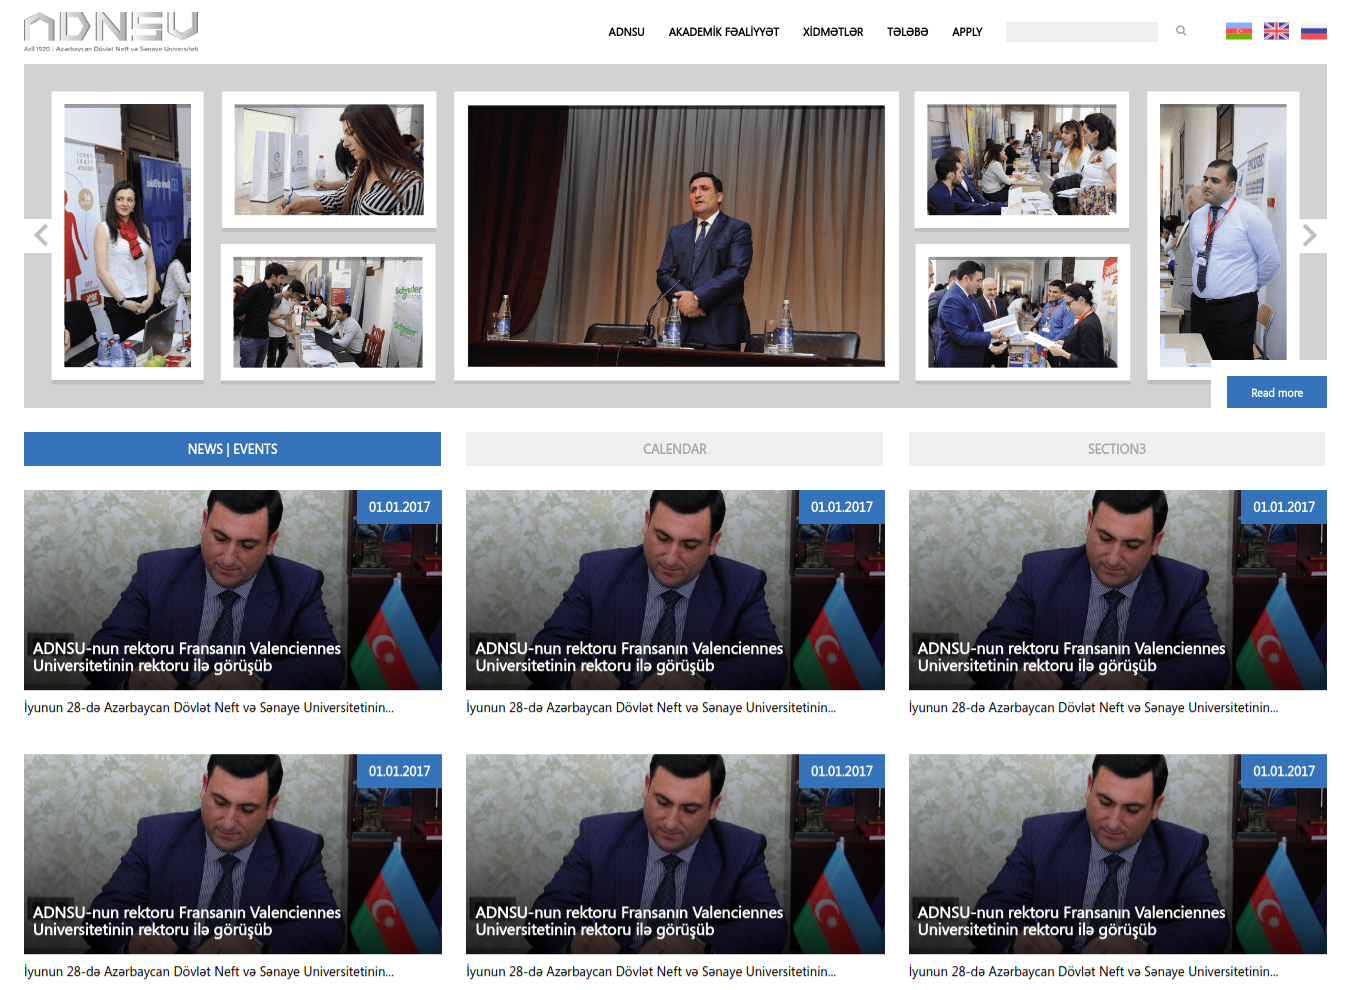 ADNSU
Azİİ 1920 | Azərbaycan Dövlət Neft və Sənaye Universiteti
ADNSU AKADEMİK FƏALİYYƏT XİDMƏTLƏR TƏLƏBƏ APPLY
Schneider
Schneider
Read more
NEWS | EVENTS CALENDAR SECTION3
01.01.2017 01.01.2017 01.01.2017
ADNSU-nun rektoru Fransanın Valenciennes
Universitetinin rektoru ilə görüşüb
ADNSU-nun rektoru Fransanın Valenciennes
Universitetinin rektoru ilə görüşüb
ADNSU-nun rektoru Fransanın Valenciennes
Universitetinin rektoru ilə görüşüb
İyunun 28-də Azərbaycan Dövlət Neft və Sənaye Universitetinin...
İyunun 28-də Azərbaycan Dövlət Neft və Sənaye Universitetinin...
İyunun 28-də Azərbaycan Dövlət Neft və Sənaye Universitetinin...
01.01.2017 01.01.2017 01.01.2017
ADNSU-nun rektoru Fransanın Valenciennes
Universitetinin rektoru ilə görüşüb
ADNSU-nun rektoru Fransanın Valenciennes
Universitetinin rektoru ilə görüşüb
ADNSU-nun rektoru Fransanın Valenciennes
Universitetinin rektoru ilə görüşüb
İyunun 28-də Azərbaycan Dövlət Neft və Sənaye Universitetinin...
İyunun 28-də Azərbaycan Dövlət Neft və Sənaye Universitetinin...
İyunun 28-də Azərbaycan Dövlət Neft və Sənaye Universitetinin...